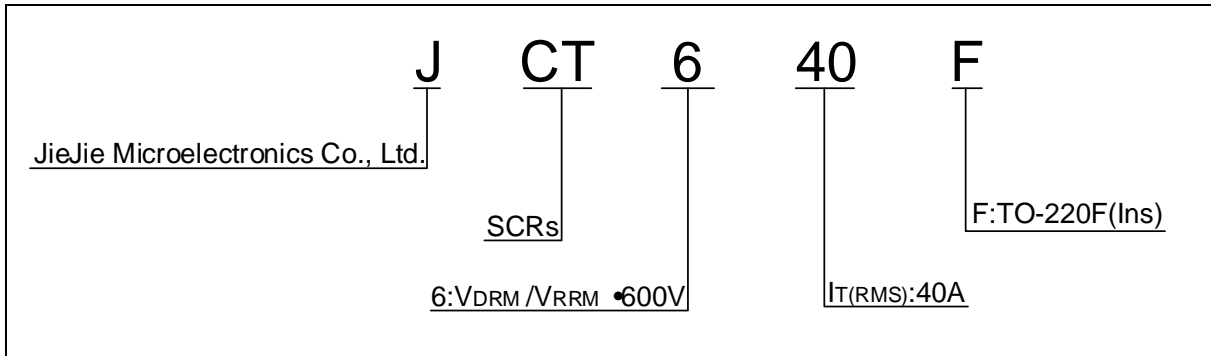 J CT 6 40 F
JieJie Microelectronics Co., Ltd.
SCRs
F:TO-220F(Ins)
6:VDRM /VRRM •600V
IT(RMS):40A